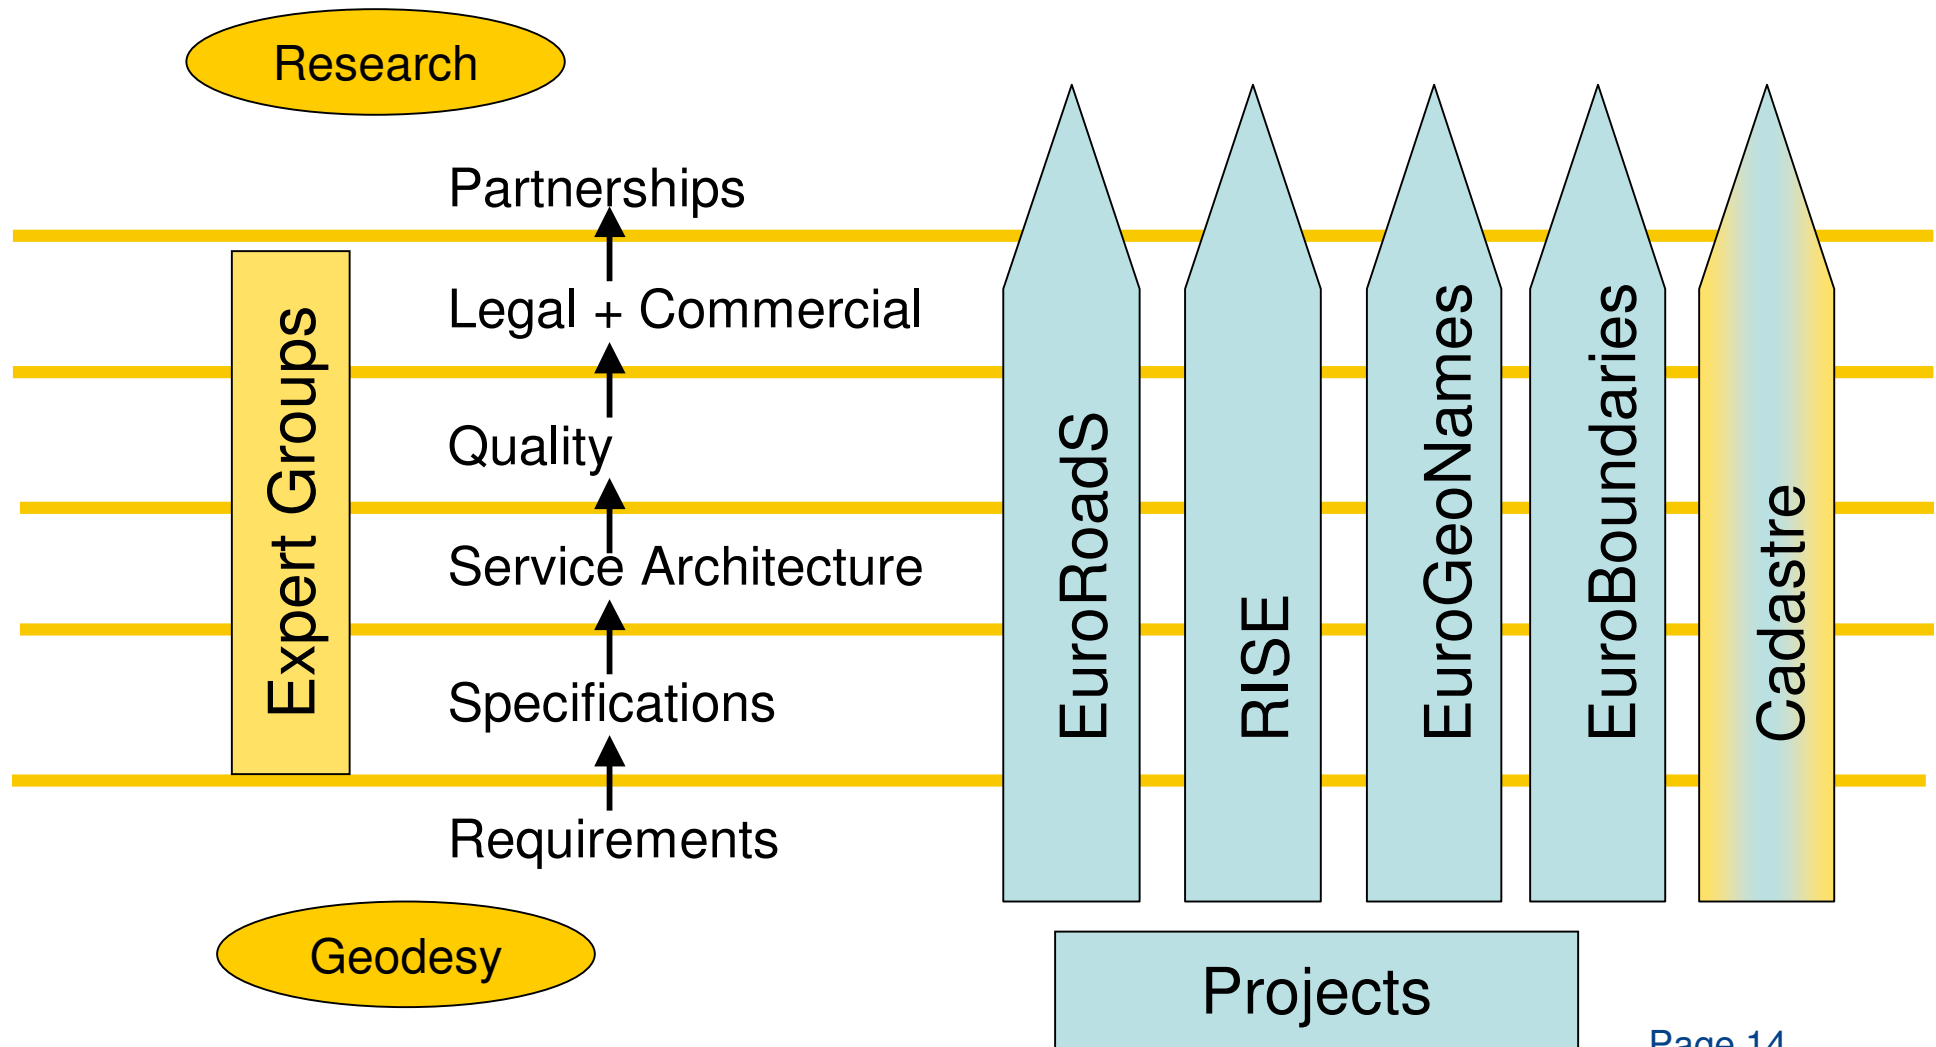 Research
Partnerships
Legal + Commercial
Quality
Service Architecture
Specifications
Requirements
Expert Groups
Geodesy
EuroRoadS
RISE
EuroGeoNames
EuroBoundaries
Cadastre
Projects
Page 14